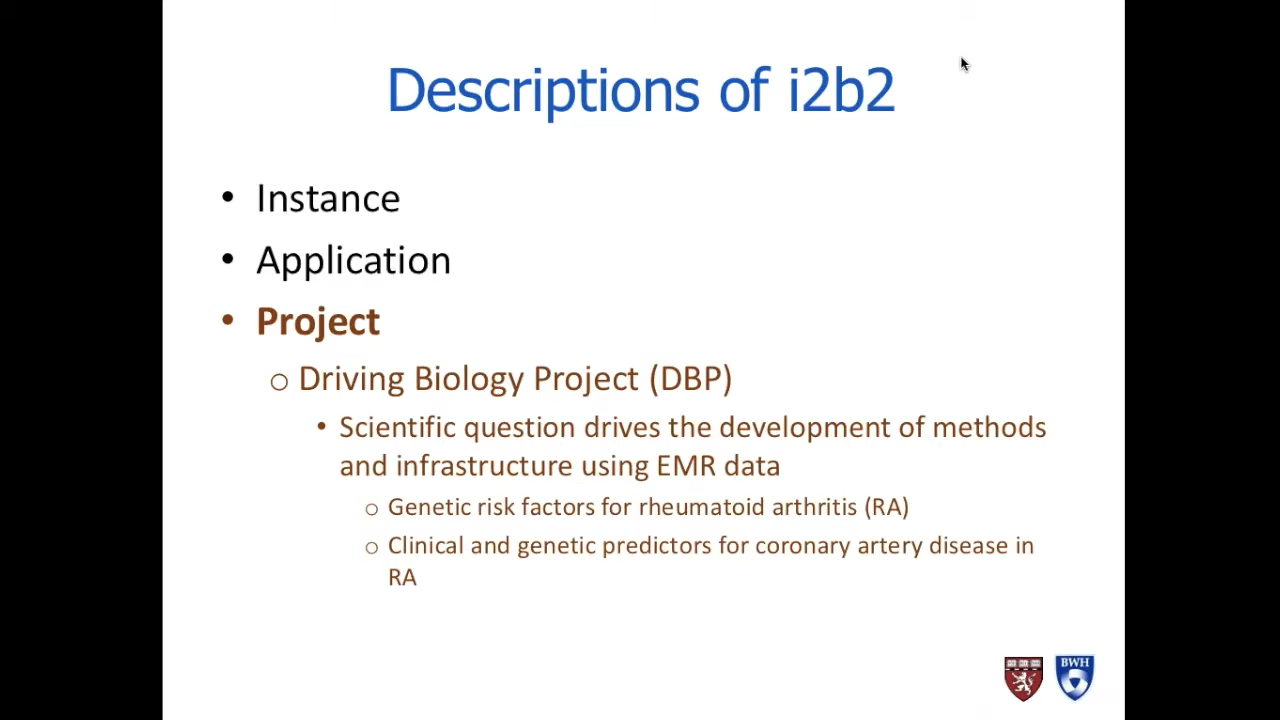 Descriptions of i2b2
• Instance
• Application
• Project
o Driving Biology Project (DBP)
• Scientific question drives the development of methods
and infrastructure using EMR data
o Genetic risk factors for rheumatoid arthritis (RA)
o Clinical and genetic predictors for coronary artery disease in
RA
BWH